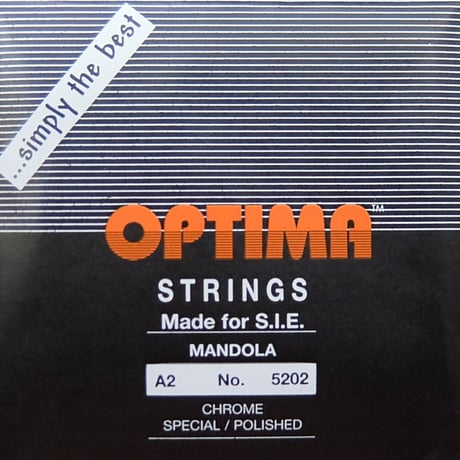 ...simply the best
OPTIMA™
STRINGS
Made for S.I.E.
MANDOLA
A2 No. 5202
CHROME
SPECIAL / POLISHED